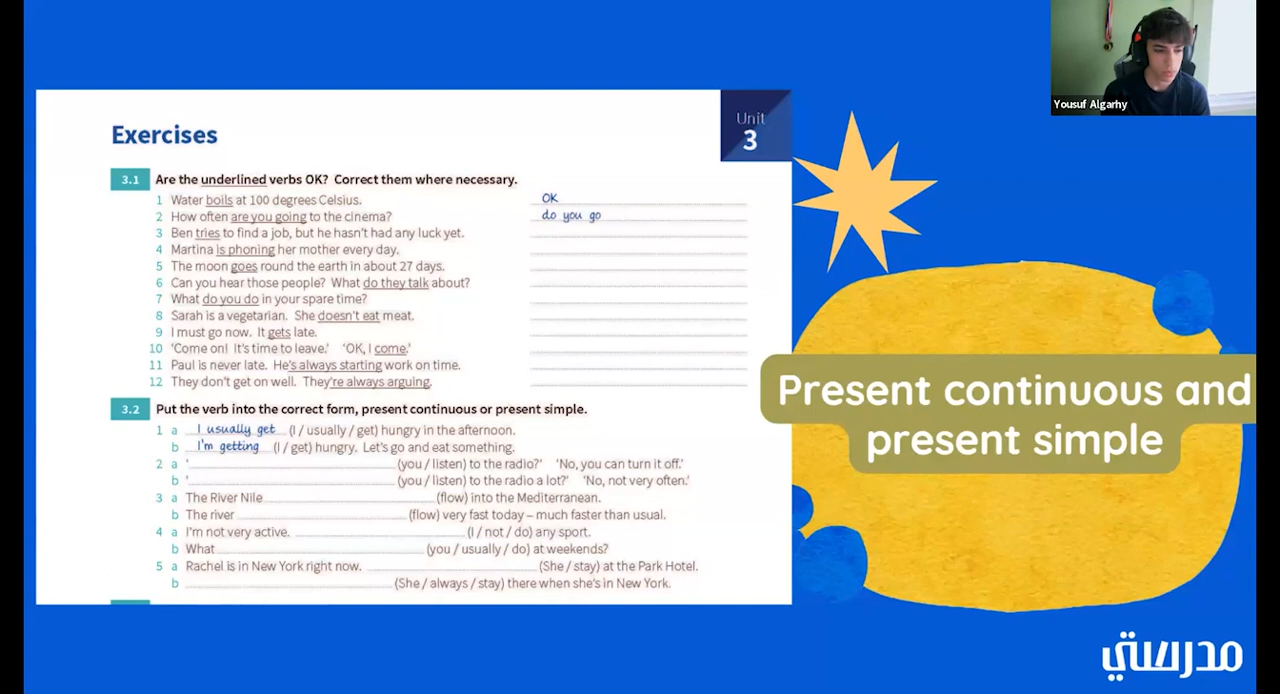 Yousuf Algarhy
Unit
3
Exercises
3.1 Are the underlined verbs OK? Correct them where necessary.
1 Water boils at 100 degrees Celsius. OK
2 How often are you going to the cinema? do you go
3 Ben tries to find a job, but he hasn't had any luck yet.
4 Martina is phoning her mother every day.
5 The moon goes round the earth in about 27 days.
6 Can you hear those people? What do they talk about?
7 What do you do in your spare time?
8 Sarah is a vegetarian. She doesn't eat meat.
9 I must go now. It gets late.
10 'Come on! It's time to leave.' 'OK, I come.'
11 Paul is never late. He's always starting work on time.
12 They don't get on well. They're always arguing.
3.2 Put the verb into the correct form, present continuous or present simple.
1 a I usually get (I / usually / get) hungry in the afternoon.
b I'm getting (I / get) hungry. Let's go and eat something.
2 a ' (you / listen) to the radio?' 'No, you can turn it off.'
b ' (you / listen) to the radio a lot?' 'No, not very often.'
3 a The River Nile (flow) into the Mediterranean.
b The river (flow) very fast today – much faster than usual.
4 a I'm not very active. (I / not / do) any sport.
b What (you / usually / do) at weekends?
5 a Rachel is in New York right now. (She / stay) at the Park Hotel.
b (She / always / stay) there when she's in New York.
Present continuous and
present simple
مدرستي